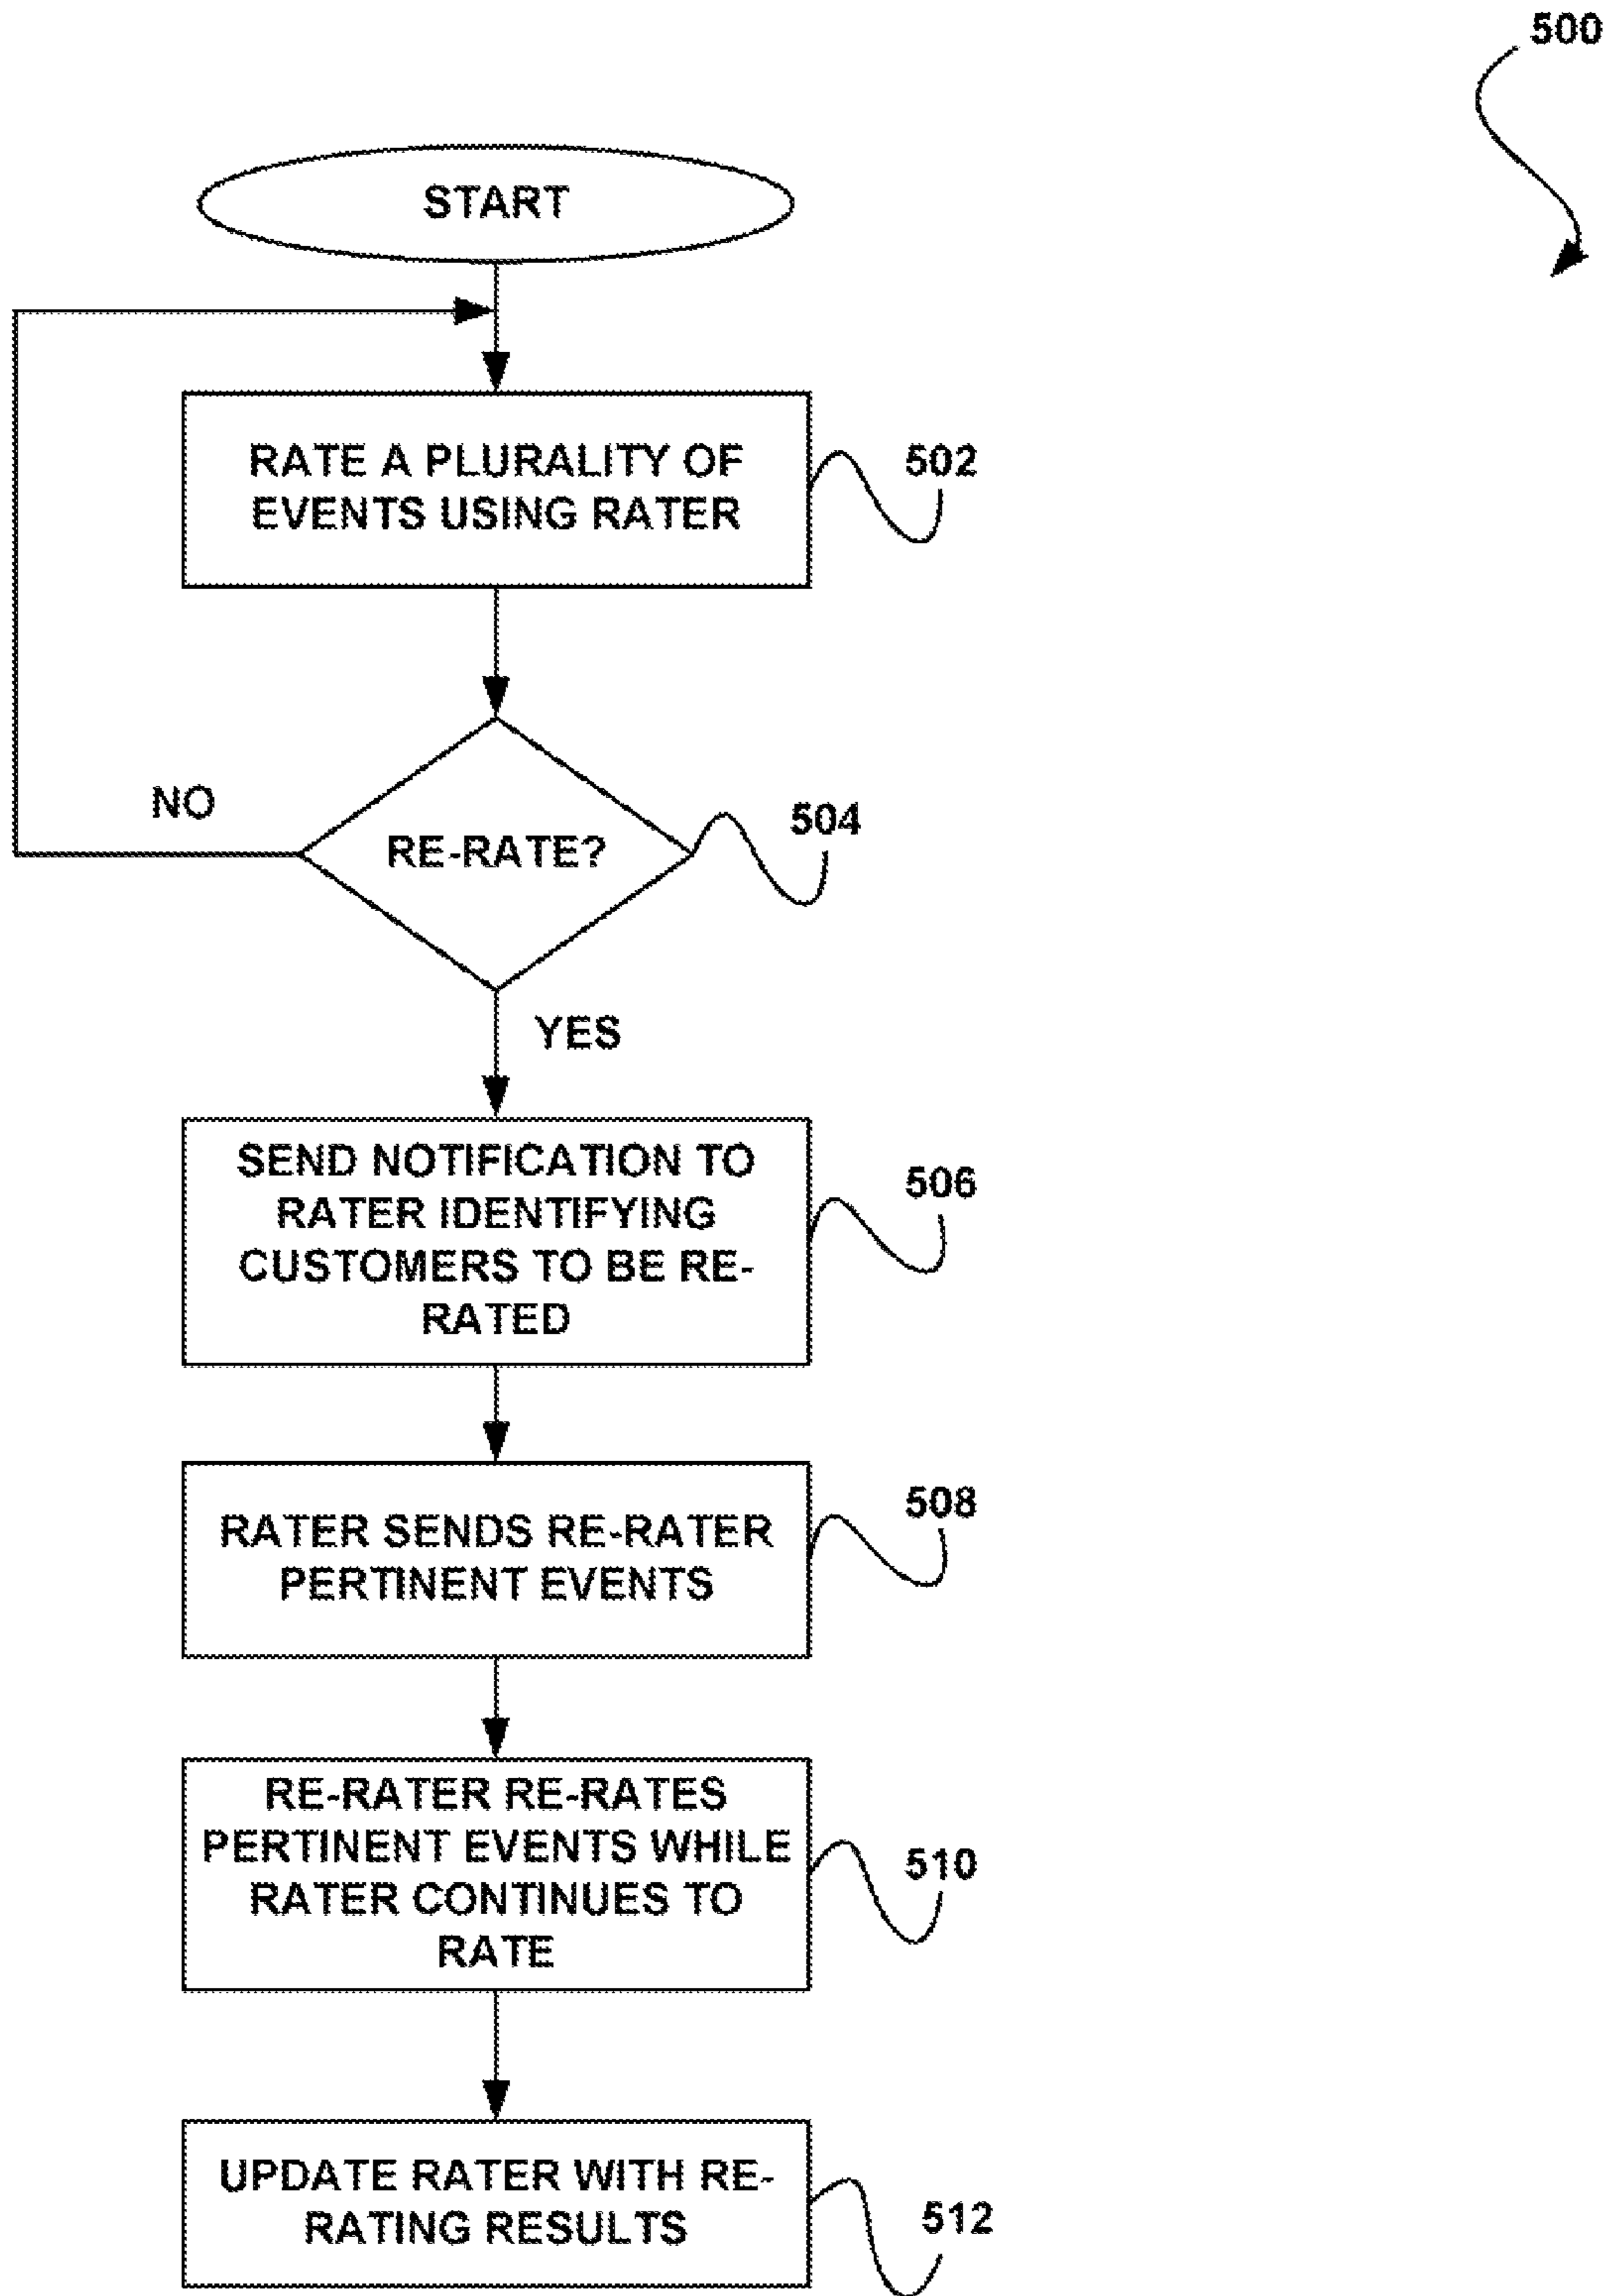 500
START
RATE A PLURALITY OF
EVENTS USING RATER
502
NO
RE-RATE?
504
YES
SEND NOTIFICATION TO
RATER IDENTIFYING
CUSTOMERS TO BE RE-
RATED
506
RATER SENDS RE-RATER
PERTINENT EVENTS
508
RE-RATER RE-RATES
PERTINENT EVENTS WHILE
RATER CONTINUES TO
RATE
510
UPDATE RATER WITH RE-
RATING RESULTS
512